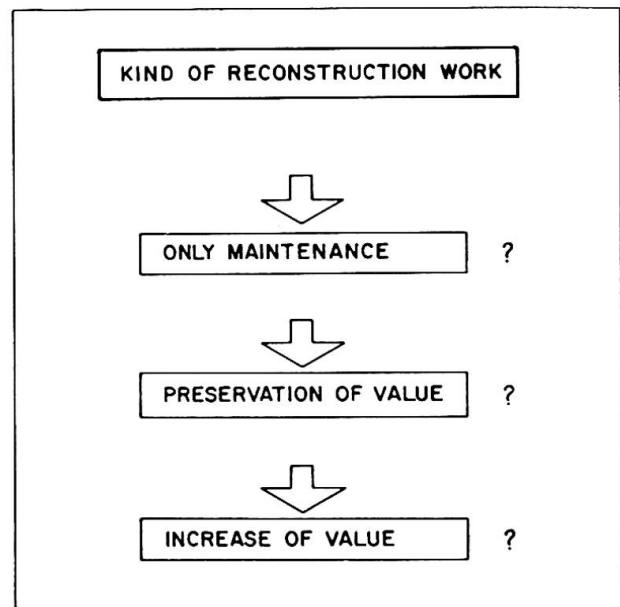 KIND OF RECONSTRUCTION WORK
ONLY MAINTENANCE ?
PRESERVATION OF VALUE ?
INCREASE OF VALUE ?